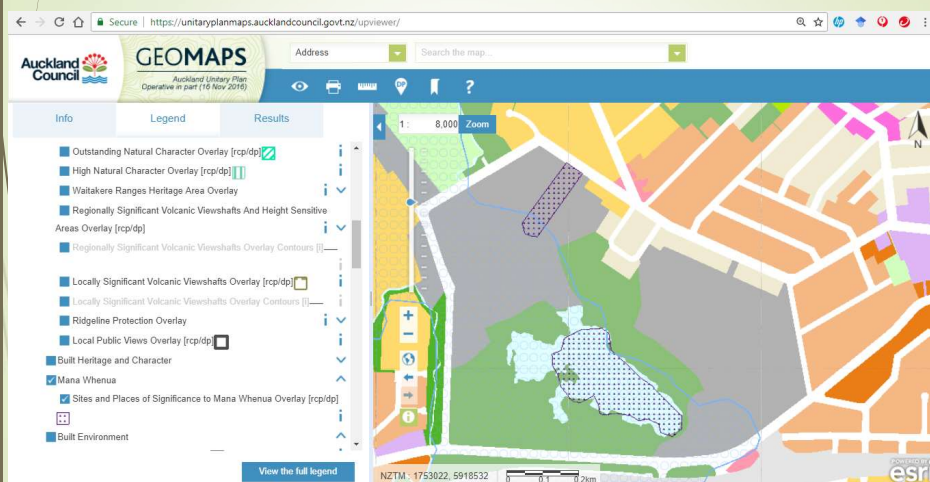 Secure | https://unitaryplanmaps.aucklandcouncil.govt.nz/upviewer/
Auckland
Council
GEOMAPS
Auckland Unitary Plan
Operative in part (16 Nov 2016)
Address
Search the map...
DP
?
Info Legend Results
Outstanding Natural Character Overlay [rcp/dp]
High Natural Character Overlay [rcp/dp]
Waitakere Ranges Heritage Area Overlay
Regionally Significant Volcanic Viewshafts And Height Sensitive
Areas Overlay [rcp/dp]
Regionally Significant Volcanic Viewshafts Overlay Contours [i]
Locally Significant Volcanic Viewshafts Overlay [rcp/dp]
Locally Significant Volcanic Viewshafts Overlay Contours [i]
Ridgeline Protection Overlay
Local Public Views Overlay [rcp/dp]
Built Heritage and Character
Mana Whenua
Sites and Places of Significance to Mana Whenua Overlay [rcp/dp]
Built Environment
View the full legend
1: 8,000 Zoom
N
NZTM: 1753022, 5918532
0 0.1 0.2km
POWERED BY
esri